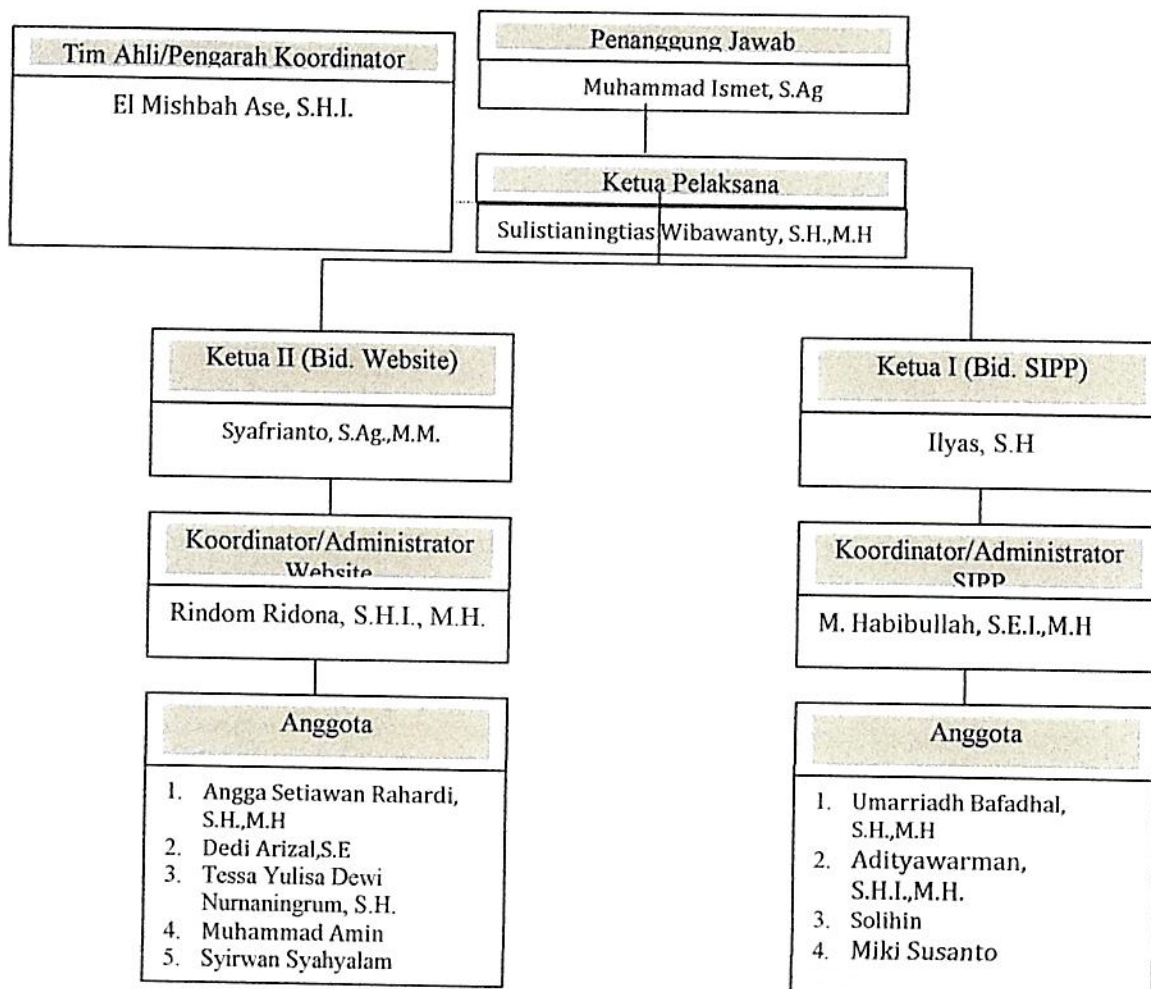 Tim Ahli/Pengarah Koordinator
El Mishbah Ase, S.H.I.
Penanggung Jawab
Muhammad Ismet, S.Ag
Ketua Pelaksana
Sulistianingtias Wibawanty, S.H.,M.H
Ketua II (Bid. Website)
Syafrianto, S.Ag.,M.M.
Koordinator/Administrator
Website
Rindom Ridona, S.H.I., M.H.
Anggota
1. Angga Setiawan Rahardi,
S.H.,M.H
2. Dedi Arizal,S.E
3. Tessa Yulisa Dewi
Nurnaningrum, S.H.
4. Muhammad Amin
5. Syirwan Syahyalam
Ketua I (Bid. SIPP)
Ilyas, S.H
Koordinator/Administrator
SIPP
M. Habibullah, S.E.I.,M.H
Anggota
1. Umarriadh Bafadhal,
S.H.,M.H
2. Adityawarman,
S.H.I.,M.H.
3. Solihin
4. Miki Susanto